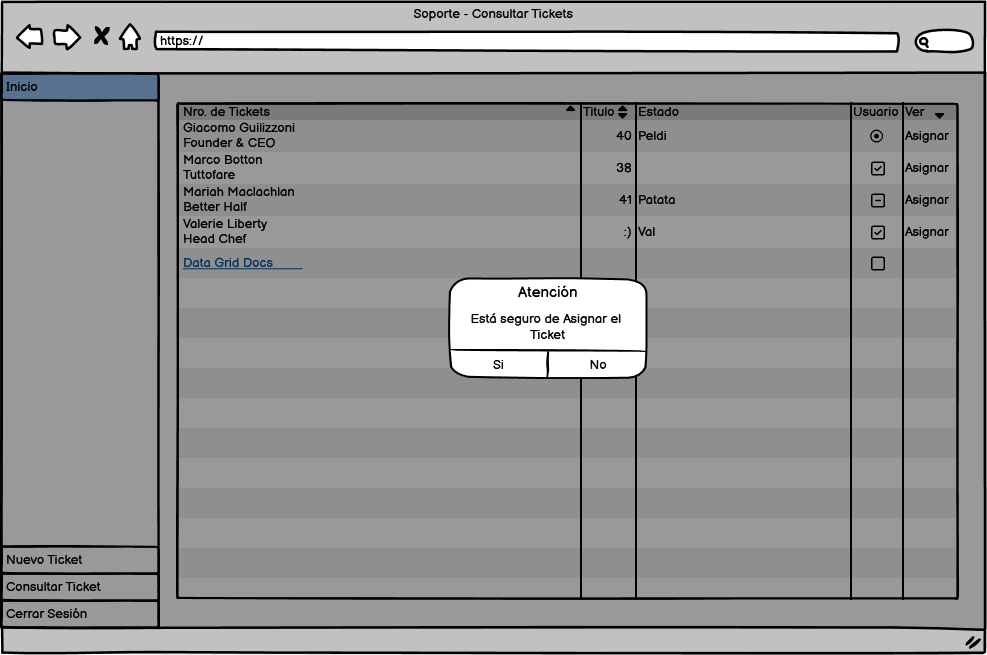 Soporte - Consultar Tickets
https://
Inicio
Nro. de Tickets Titulo Estado Usuario Ver
Giacomo Guilizzoni
Founder & CEO
40 Peldi Asignar
Marco Botton
Tuttofare
38 Asignar
Mariah Maclachlan
Better Half
41 Patata Asignar
Valerie Liberty
Head Chef
:) Val Asignar
Data Grid Docs
Atención
Está seguro de Asignar el
Ticket
Si No
Nuevo Ticket
Consultar Ticket
Cerrar Sesión